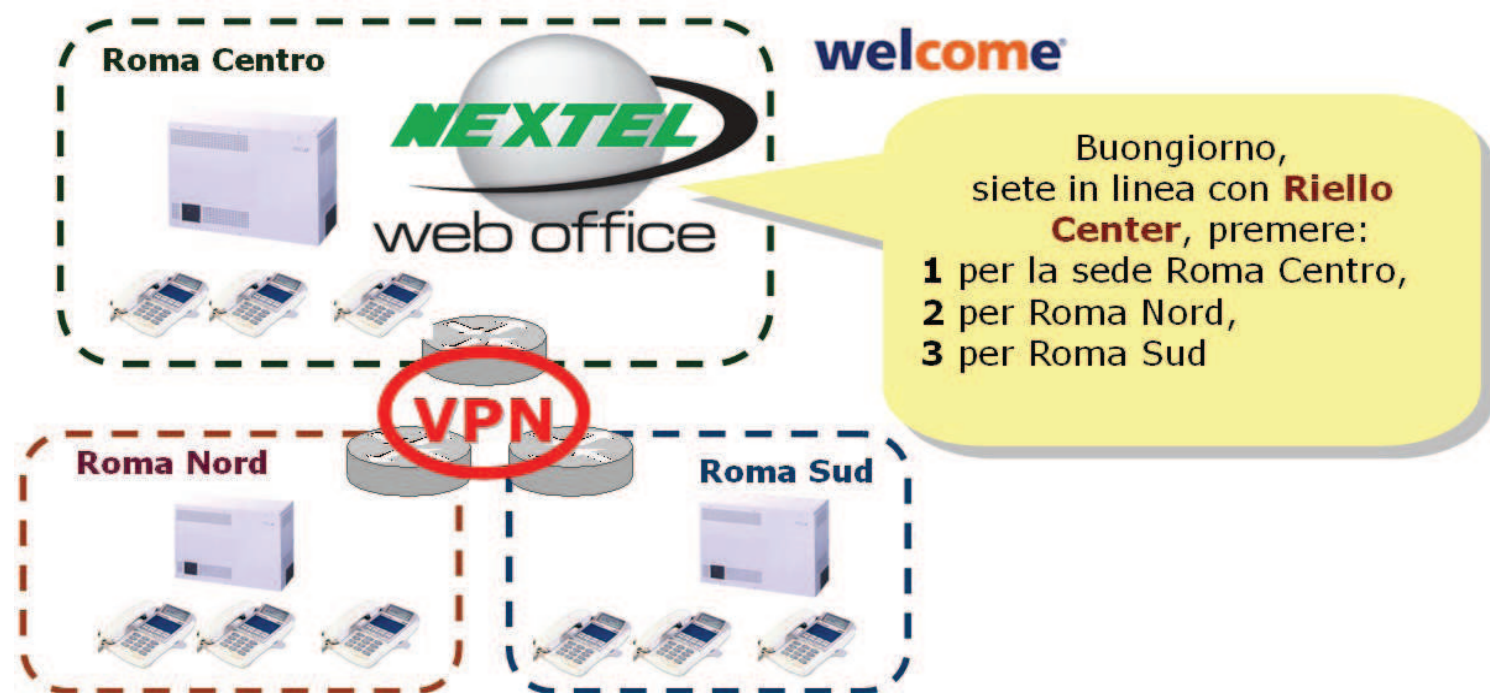 Roma Centro
welcome
NEXTEL
web office
Buongiorno,
siete in linea con Riello
Center, premere:
1 per la sede Roma Centro,
2 per Roma Nord,
3 per Roma Sud
VPN
Roma Nord
Roma Sud